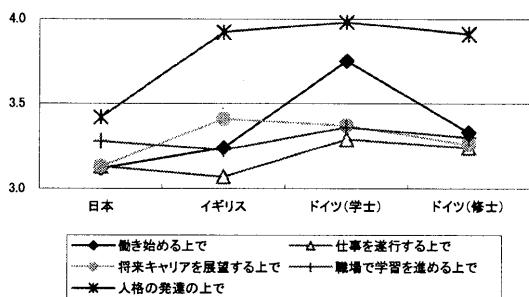 4.0
3.5
3.0
日本
イギリス
ドイツ(学士)
ドイツ(修士)
働き始める上で
仕事を遂行する上で
将来キャリアを展望する上で
職場で学習を進める上で
人格の発達の上で